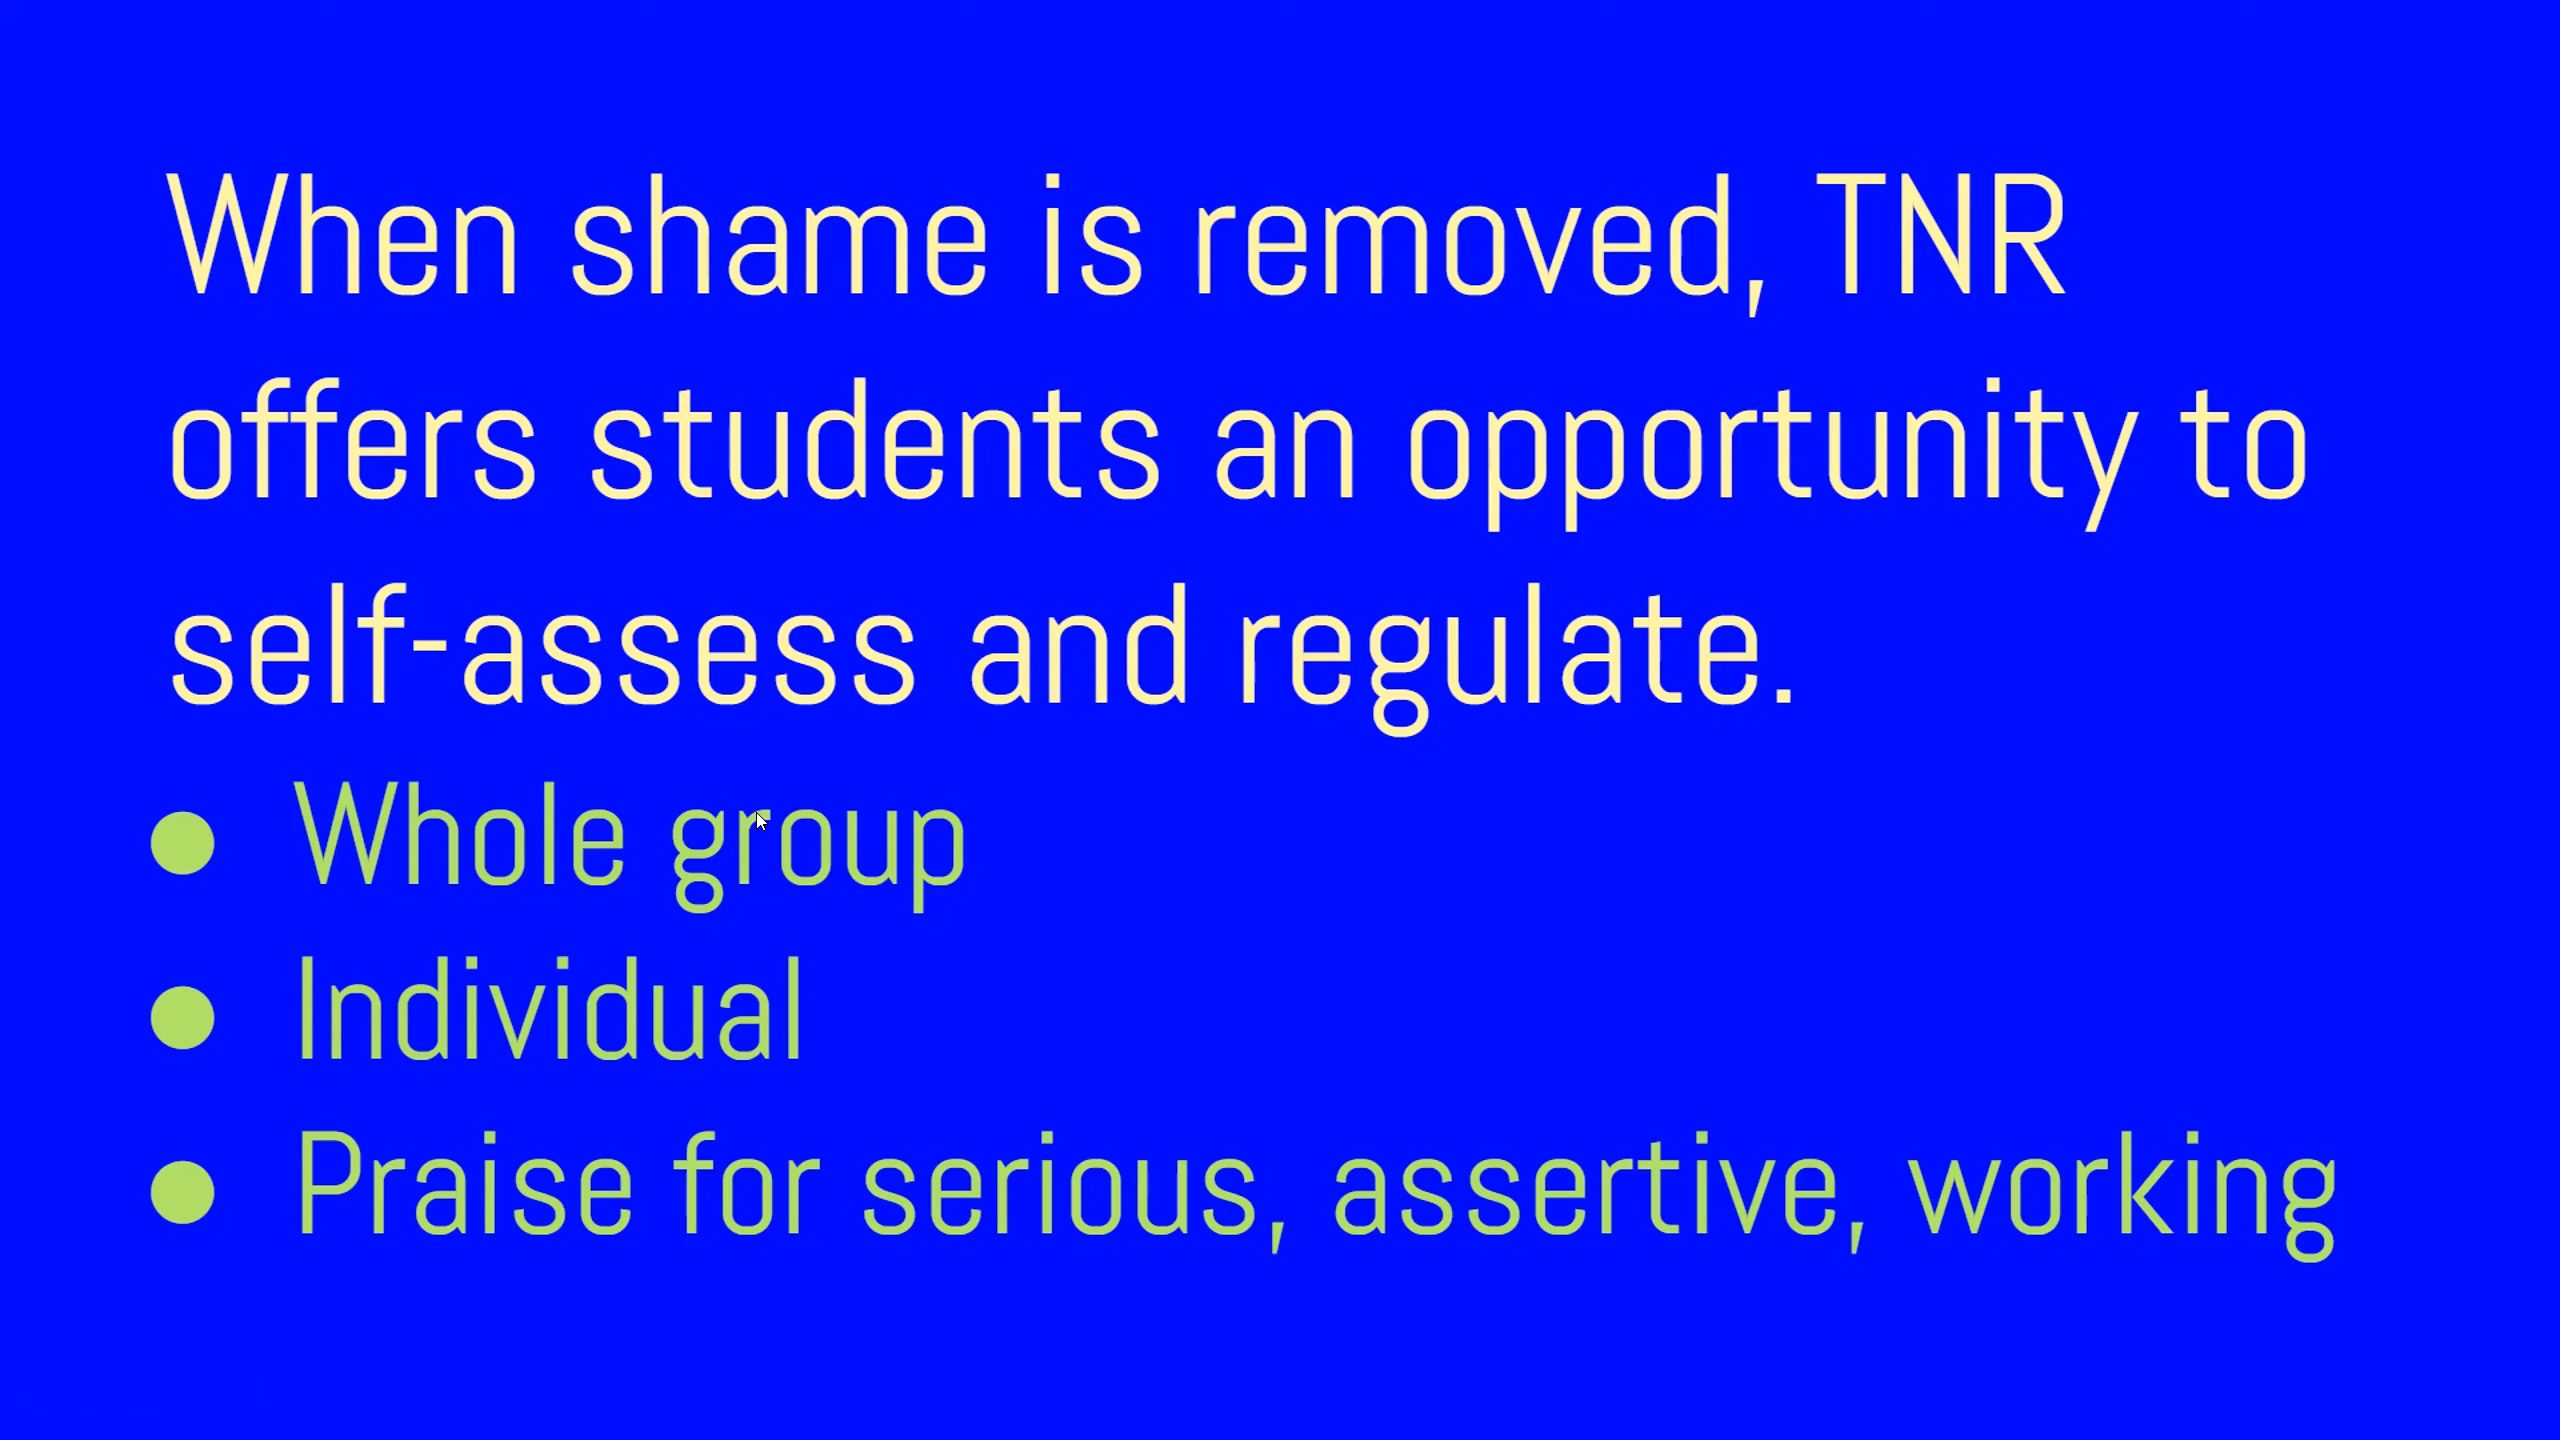 When shame is removed, TNR
offers students an opportunity to
self-assess and regulate.
● Whole group
● Individual
● Praise for serious, assertive, working